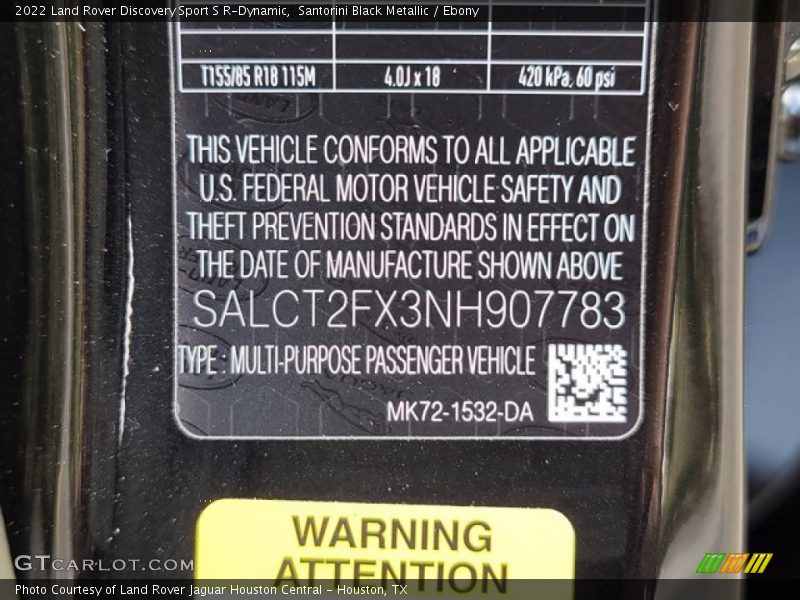 2022 Land Rover Discovery Sport S R-Dynamic, Santorini Black Metallic / Ebony
T155/85 R18 115M 4.0J x 18 420 kPa, 60 psi
THIS VEHICLE CONFORMS TO ALL APPLICABLE
U.S. FEDERAL MOTOR VEHICLE SAFETY AND
THEFT PREVENTION STANDARDS IN EFFECT ON
THE DATE OF MANUFACTURE SHOWN ABOVE
SALCT2FX3NH907783
TYPE : MULTI-PURPOSE PASSENGER VEHICLE
MK72-1532-DA
WARNING
ATTENTION
GTCARLOT.COM
Photo Courtesy of Land Rover Jaguar Houston Central - Houston, TX